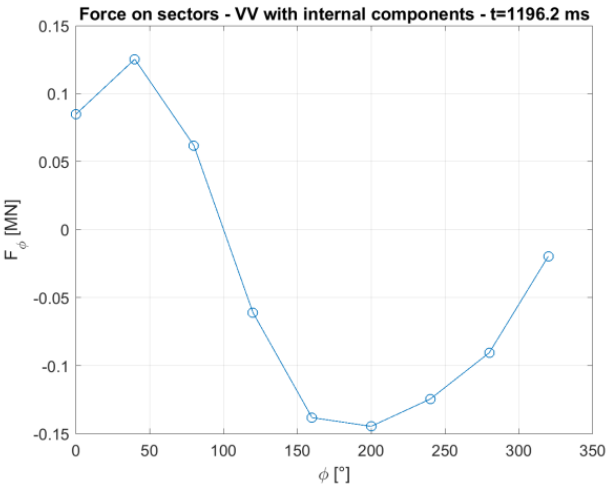 Force on sectors - VV with internal components - t=1196.2 ms
0.15
0.1
0.05
0
-0.05
-0.1
-0.15
F_ϕ [MN]
0 50 100 150 200 250 300 350
ϕ [°]